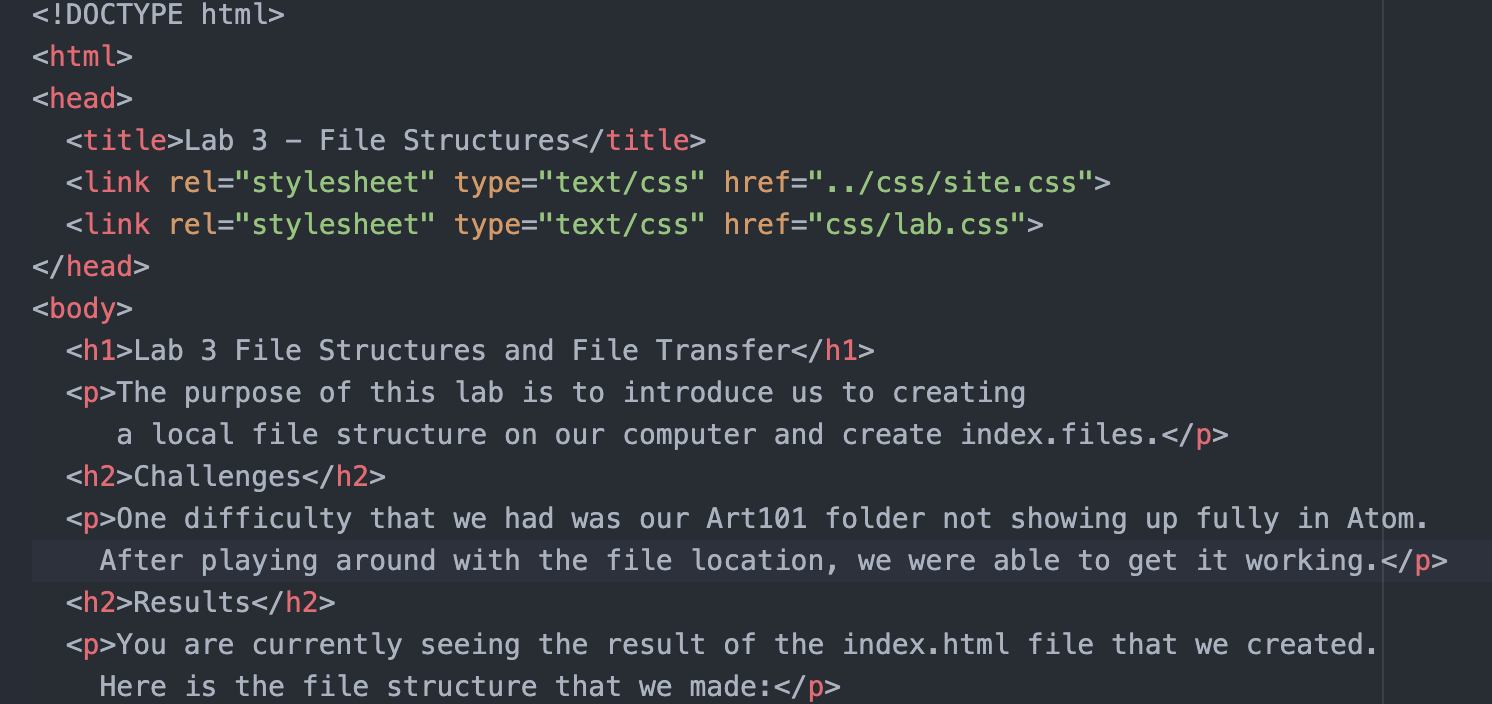 <!DOCTYPE html>
<html>
<head>
  <title>Lab 3 - File Structures</title>
  <link rel="stylesheet" type="text/css" href="../css/site.css">
  <link rel="stylesheet" type="text/css" href="css/lab.css">
</head>
<body>
  <h1>Lab 3 File Structures and File Transfer</h1>
  <p>The purpose of this lab is to introduce us to creating
     a local file structure on our computer and create index.files.</p>
  <h2>Challenges</h2>
  <p>One difficulty that we had was our Art101 folder not showing up fully in Atom.
    After playing around with the file location, we were able to get it working.</p>
  <h2>Results</h2>
  <p>You are currently seeing the result of the index.html file that we created.
    Here is the file structure that we made:</p>